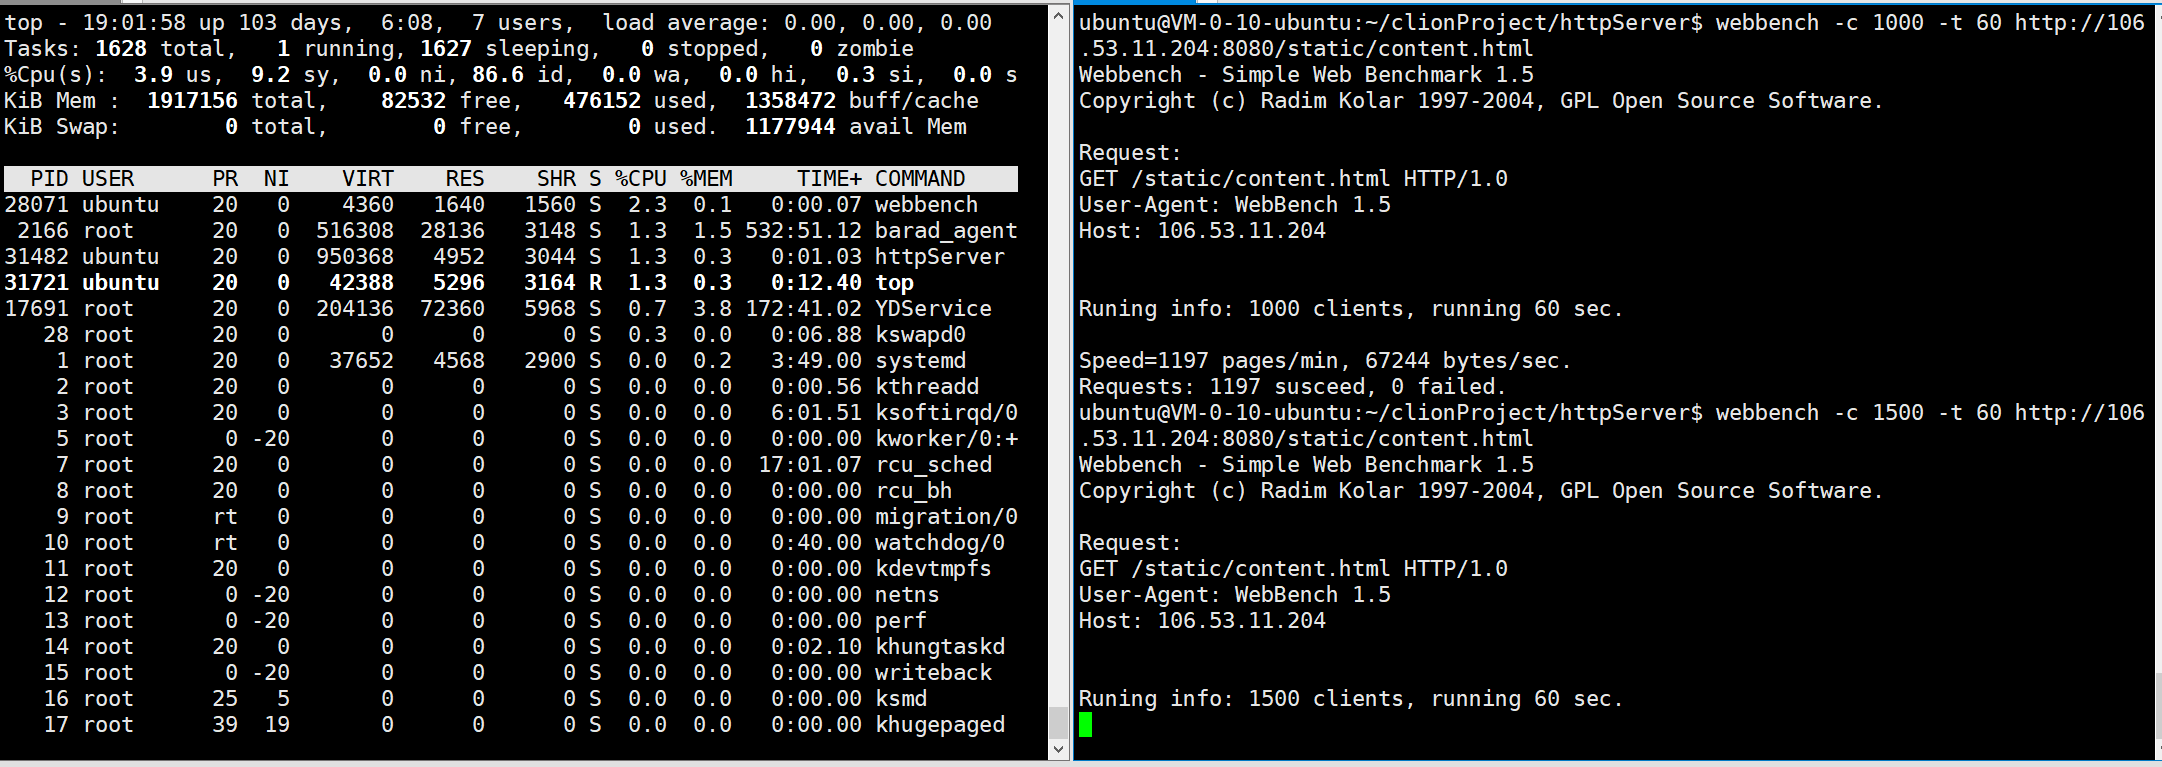 top - 19:01:58 up 103 days,  6:08,  7 users,  load average: 0.00, 0.00, 0.00
Tasks: 1628 total,   1 running, 1627 sleeping,   0 stopped,   0 zombie
%Cpu(s):  3.9 us,  9.2 sy,  0.0 ni, 86.6 id,  0.0 wa,  0.0 hi,  0.3 si,  0.0 s
KiB Mem :  1917156 total,    82532 free,   476152 used,  1358472 buff/cache
KiB Swap:        0 total,        0 free,        0 used.  1177944 avail Mem
PID USER PR NI VIRT RES SHR S %CPU %MEM TIME+ COMMAND
28071 ubuntu 20 0 4360 1640 1560 S 2.3 0.1 0:00.07 webbench
2166 root 20 0 516308 28136 3148 S 1.3 1.5 532:51.12 barad_agent
31482 ubuntu 20 0 950368 4952 3044 S 1.3 0.3 0:01.03 httpServer
31721 ubuntu 20 0 42388 5296 3164 R 1.3 0.3 0:12.40 top
17691 root 20 0 204136 72360 5968 S 0.7 3.8 172:41.02 YDService
28 root 20 0 0 0 0 S 0.3 0.0 0:06.88 kswapd0
1 root 20 0 37652 4568 2900 S 0.0 0.2 3:49.00 systemd
2 root 20 0 0 0 0 S 0.0 0.0 0:00.56 kthreadd
3 root 20 0 0 0 0 S 0.0 0.0 6:01.51 ksoftirqd/0
5 root 0 -20 0 0 0 S 0.0 0.0 0:00.00 kworker/0:+
7 root 20 0 0 0 0 S 0.0 0.0 17:01.07 rcu_sched
8 root 20 0 0 0 0 S 0.0 0.0 0:00.00 rcu_bh
9 root rt 0 0 0 0 S 0.0 0.0 0:00.00 migration/0
10 root rt 0 0 0 0 S 0.0 0.0 0:40.00 watchdog/0
11 root 20 0 0 0 0 S 0.0 0.0 0:00.00 kdevtmpfs
12 root 0 -20 0 0 0 S 0.0 0.0 0:00.00 netns
13 root 0 -20 0 0 0 S 0.0 0.0 0:00.00 perf
14 root 20 0 0 0 0 S 0.0 0.0 0:02.10 khungtaskd
15 root 0 -20 0 0 0 S 0.0 0.0 0:00.00 writeback
16 root 25 5 0 0 0 S 0.0 0.0 0:00.00 ksmd
17 root 39 19 0 0 0 S 0.0 0.0 0:00.00 khugepaged
ubuntu@VM-0-10-ubuntu:~/clionProject/httpServer$ webbench -c 1000 -t 60 http://106
.53.11.204:8080/static/content.html
Webbench - Simple Web Benchmark 1.5
Copyright (c) Radim Kolar 1997-2004, GPL Open Source Software.
Request:
GET /static/content.html HTTP/1.0
User-Agent: WebBench 1.5
Host: 106.53.11.204
Runing info: 1000 clients, running 60 sec.
Speed=1197 pages/min, 67244 bytes/sec.
Requests: 1197 susceed, 0 failed.
ubuntu@VM-0-10-ubuntu:~/clionProject/httpServer$ webbench -c 1500 -t 60 http://106
.53.11.204:8080/static/content.html
Webbench - Simple Web Benchmark 1.5
Copyright (c) Radim Kolar 1997-2004, GPL Open Source Software.
Request:
GET /static/content.html HTTP/1.0
User-Agent: WebBench 1.5
Host: 106.53.11.204
Runing info: 1500 clients, running 60 sec.